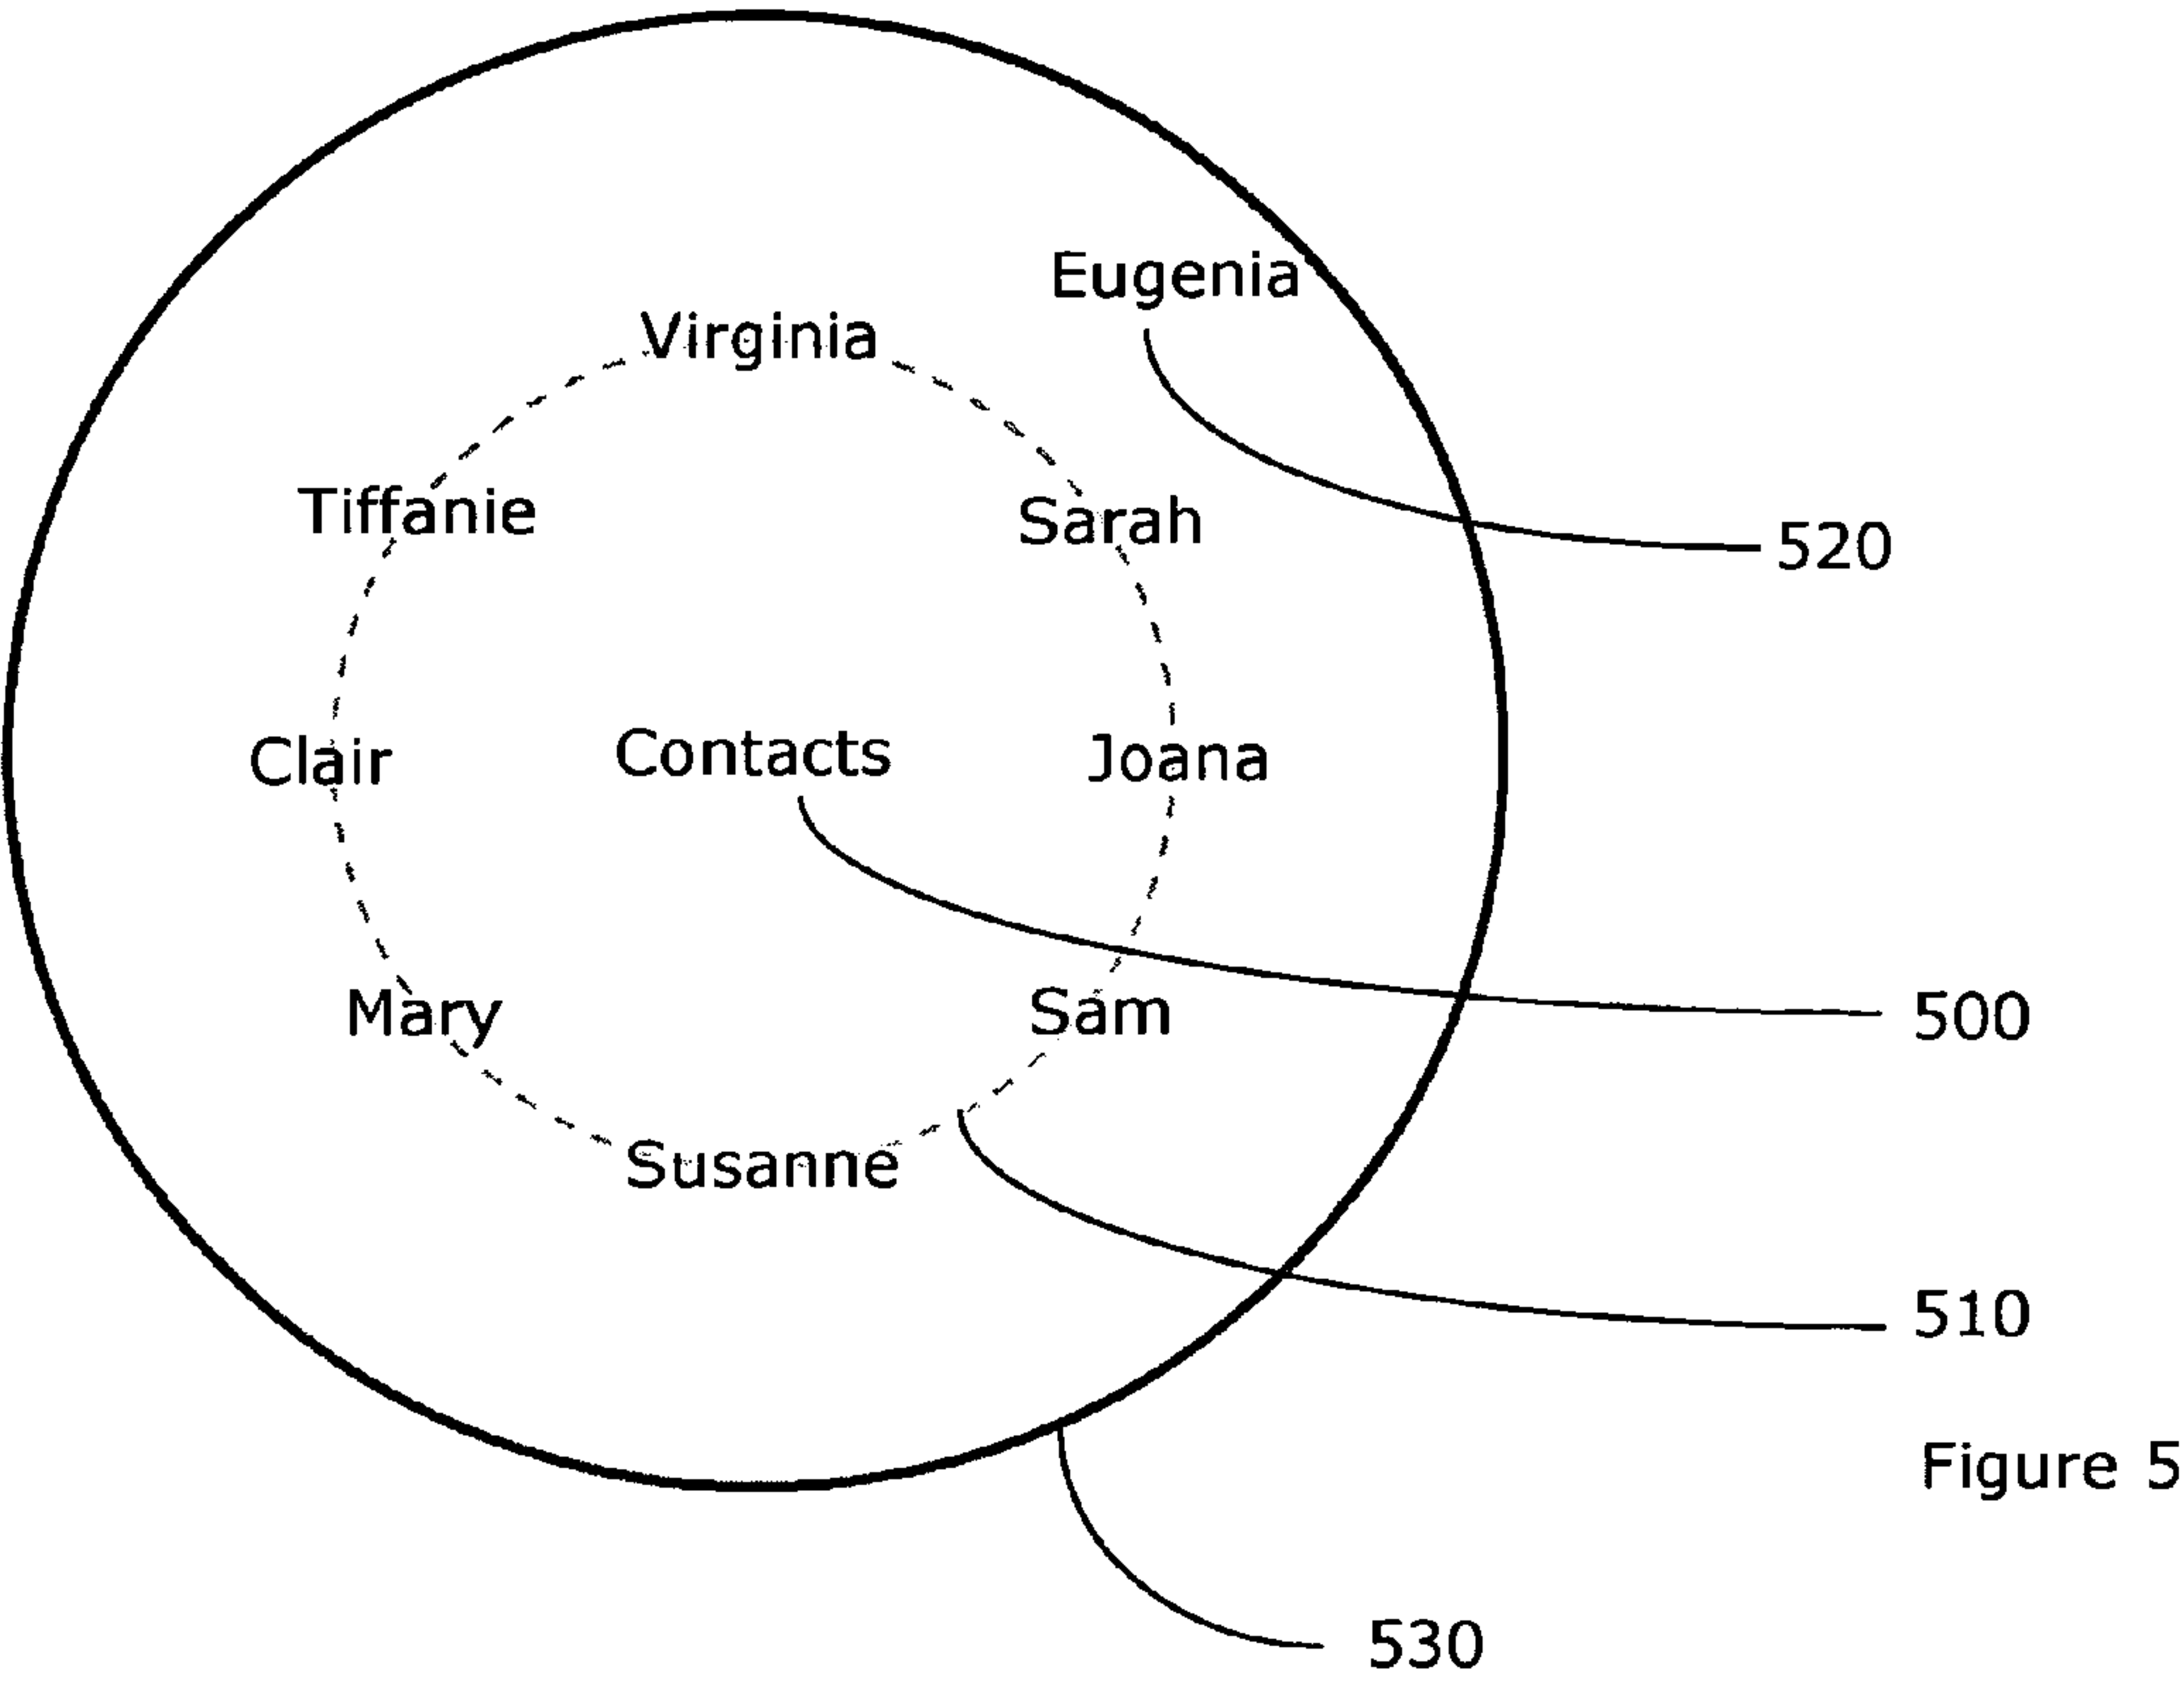 Eugenia
Virginia
Tiffanie
Sarah
520
Clair
Contacts
Joana
Mary
Sam
500
Susanne
510
Figure 5
530